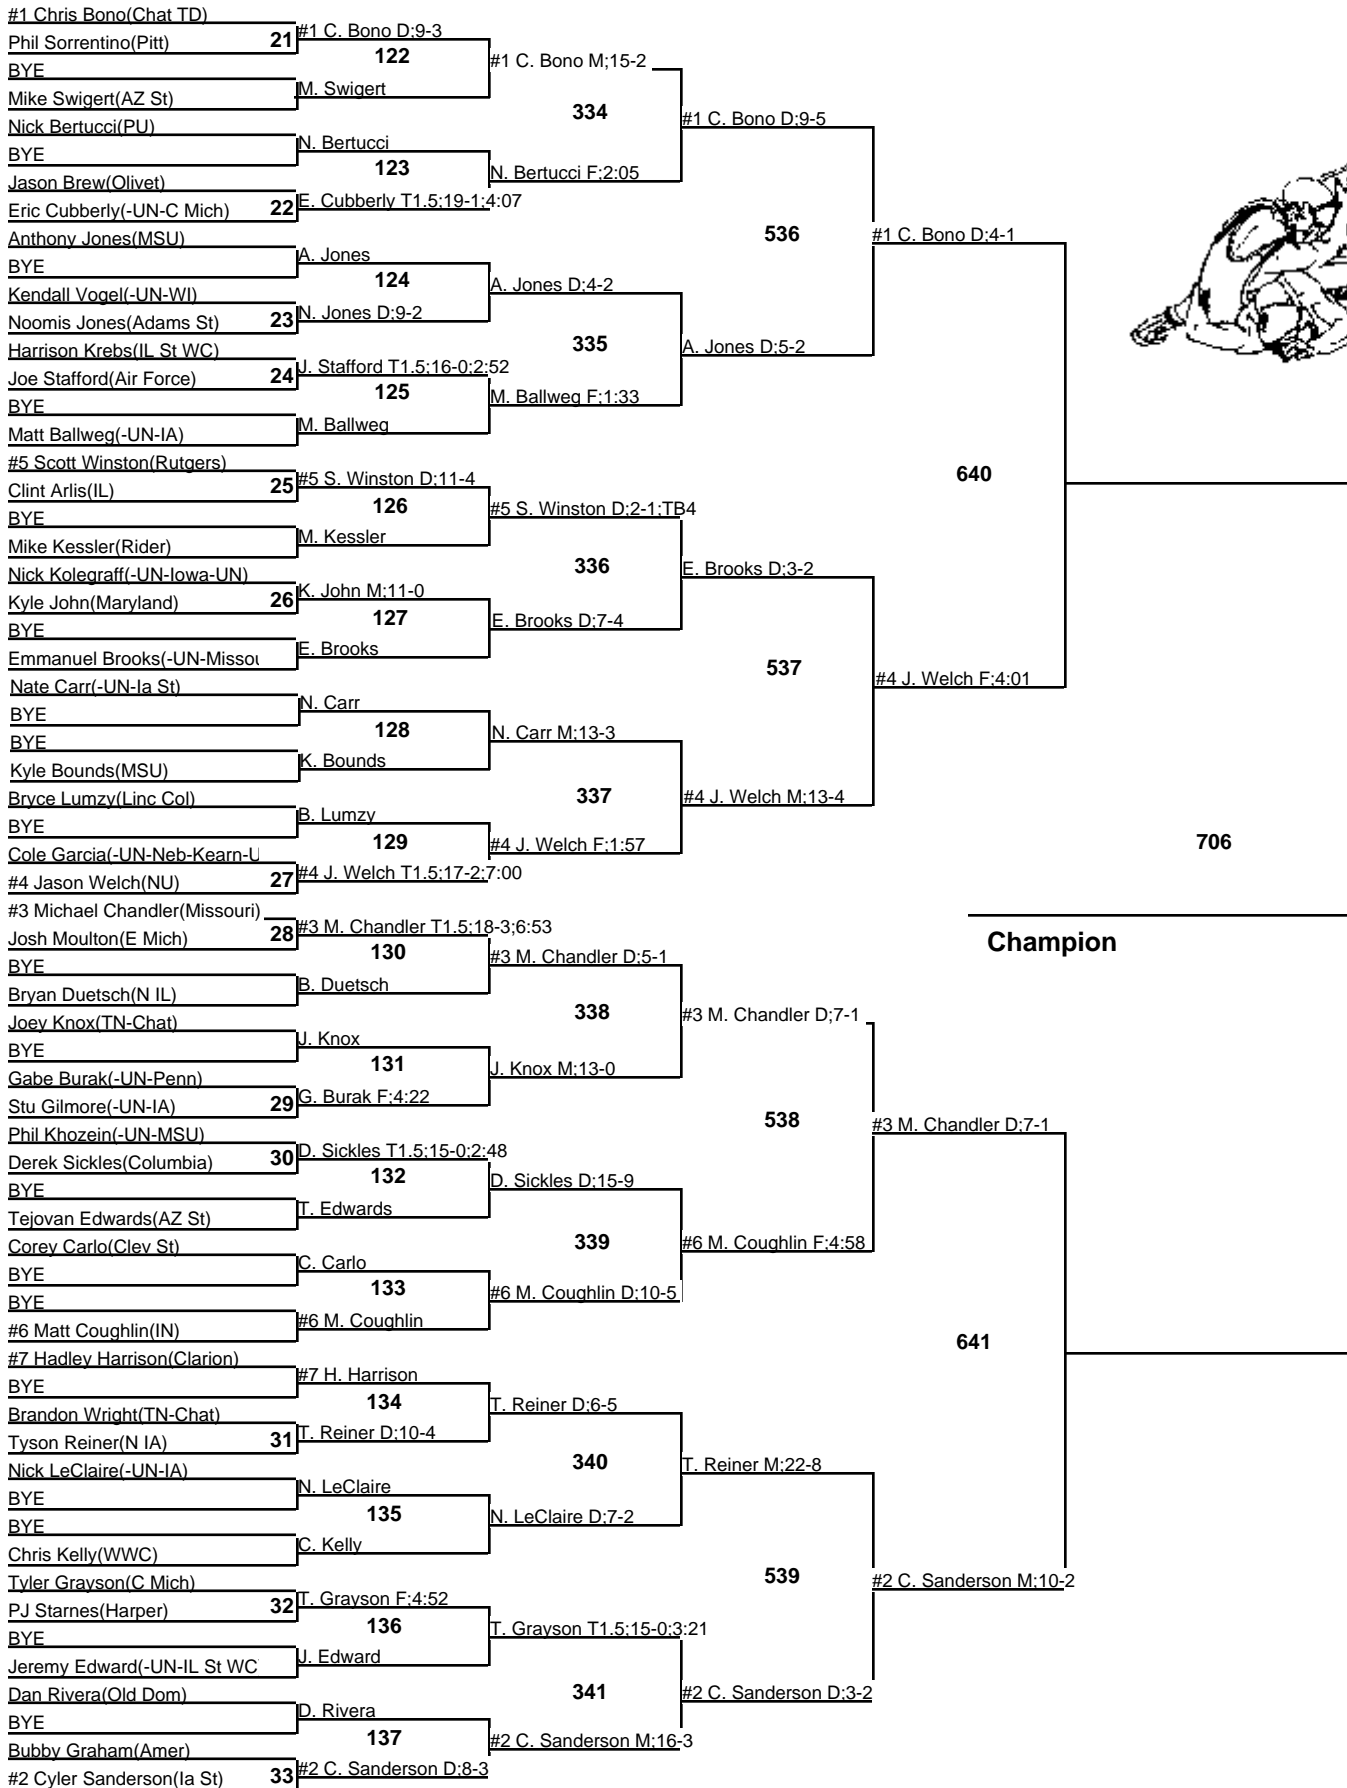 #1 Chris Bono(Chat TD)
Phil Sorrentino(Pitt) 21
BYE
Mike Swigert(AZ St)
Nick Bertucci(PU)
BYE
Jason Brew(Olivet)
Eric Cubberly(-UN-C Mich) 22
Anthony Jones(MSU)
BYE
Kendall Vogel(-UN-WI)
Noomis Jones(Adams St) 23
Harrison Krebs(IL St WC)
Joe Stafford(Air Force) 24
BYE
Matt Ballweg(-UN-IA)
#5 Scott Winston(Rutgers)
Clint Arlis(IL) 25
BYE
Mike Kessler(Rider)
Nick Kolegraff(-UN-Iowa-UN)
Kyle John(Maryland) 26
BYE
Emmanuel Brooks(-UN-Missou
Nate Carr(-UN-Ia St)
BYE
BYE
Kyle Bounds(MSU)
Bryce Lumzy(Linc Col)
BYE
Cole Garcia(-UN-Neb-Kearn-U
#4 Jason Welch(NU) 27
#3 Michael Chandler(Missouri)
Josh Moulton(E Mich) 28
BYE
Bryan Duetsch(N IL)
Joey Knox(TN-Chat)
BYE
Gabe Burak(-UN-Penn)
Stu Gilmore(-UN-IA) 29
Phil Khozein(-UN-MSU)
Derek Sickles(Columbia) 30
BYE
Tejovan Edwards(AZ St)
Corey Carlo(Clev St)
BYE
BYE
#6 Matt Coughlin(IN)
#7 Hadley Harrison(Clarion)
BYE
Brandon Wright(TN-Chat)
Tyson Reiner(N IA) 31
Nick LeClaire(-UN-IA)
BYE
BYE
Chris Kelly(WWC)
Tyler Grayson(C Mich)
PJ Starnes(Harper) 32
BYE
Jeremy Edward(-UN-IL St WC
Dan Rivera(Old Dom)
BYE
Bubby Graham(Amer)
#2 Cyler Sanderson(Ia St) 33
#1 C. Bono D;9-3
122
M. Swigert
N. Bertucci
123
E. Cubberly T1.5;19-1;4:07
A. Jones
124
N. Jones D;9-2
J. Stafford T1.5;16-0;2:52
125
M. Ballweg
#5 S. Winston D;11-4
126
M. Kessler
K. John M;11-0
127
E. Brooks
N. Carr
128
K. Bounds
B. Lumzy
129
#4 J. Welch T1.5;17-2;7:00
#3 M. Chandler T1.5;18-3;6:53
130
B. Duetsch
J. Knox
131
G. Burak F;4:22
D. Sickles T1.5;15-0;2:48
132
T. Edwards
C. Carlo
133
#6 M. Coughlin
#7 H. Harrison
134
T. Reiner D;10-4
N. LeClaire
135
C. Kelly
T. Grayson F;4:52
136
J. Edward
D. Rivera
137
#2 C. Sanderson D;8-3
#1 C. Bono M;15-2
334
N. Bertucci F;2:05
A. Jones D;4-2
335
M. Ballweg F;1:33
#5 S. Winston D;2-1;TB4
336
E. Brooks D;7-4
N. Carr M;13-3
337
#4 J. Welch F;1:57
#3 M. Chandler D;5-1
338
J. Knox M;13-0
D. Sickles D;15-9
339
#6 M. Coughlin D;10-5
T. Reiner D;6-5
340
N. LeClaire D;7-2
T. Grayson T1.5;15-0;3:21
341
#2 C. Sanderson M;16-3
#1 C. Bono D;9-5
536
A. Jones D;5-2
E. Brooks D;3-2
537
#4 J. Welch M;13-4
#3 M. Chandler D;7-1
538
#6 M. Coughlin F;4:58
T. Reiner M;22-8
539
#2 C. Sanderson D;3-2
#1 C. Bono D;4-1
640
#4 J. Welch F;4:01
#3 M. Chandler D;7-1
641
#2 C. Sanderson M;10-2
706
Champion